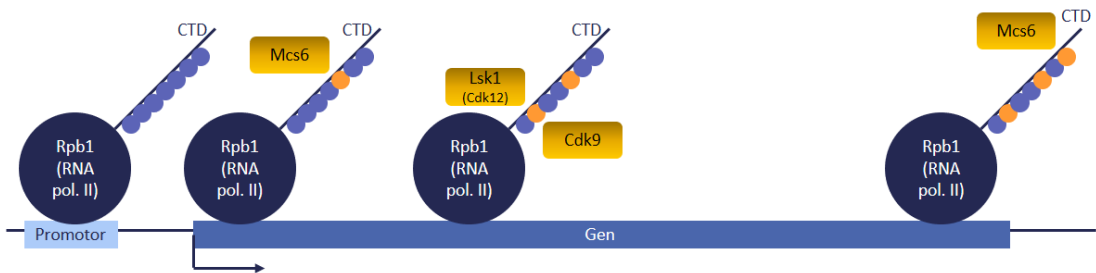 CTD
Rpb1
(RNA
pol. II)
Promotor
CTD
Mcs6
Rpb1
(RNA
pol. II)
CTD
Lsk1
(Cdk12)
Cdk9
Rpb1
(RNA
pol. II)
Gen
CTD
Mcs6
Rpb1
(RNA
pol. II)